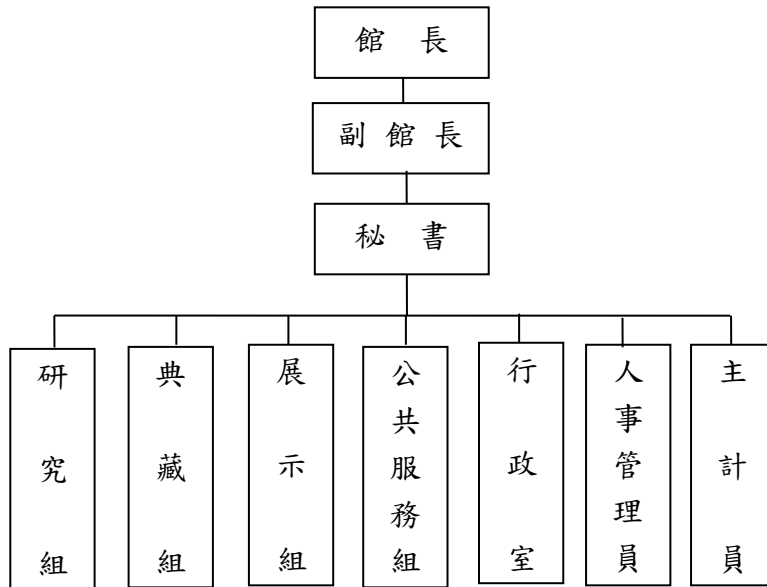 館長
副館長
秘書
研究組
典藏組
展示組
公共服務組
行政室
人事管理員
主計員